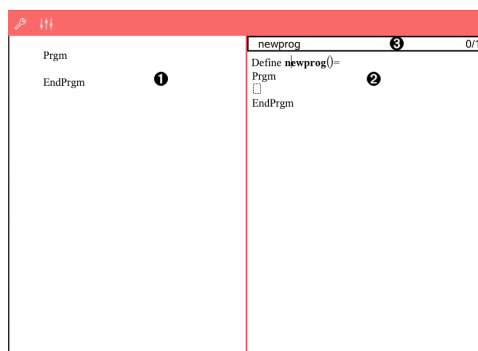 Prgm
EndPrgm
❶
newprog
❸
0/1
Define newprog()=
Prgm
❷
EndPrgm